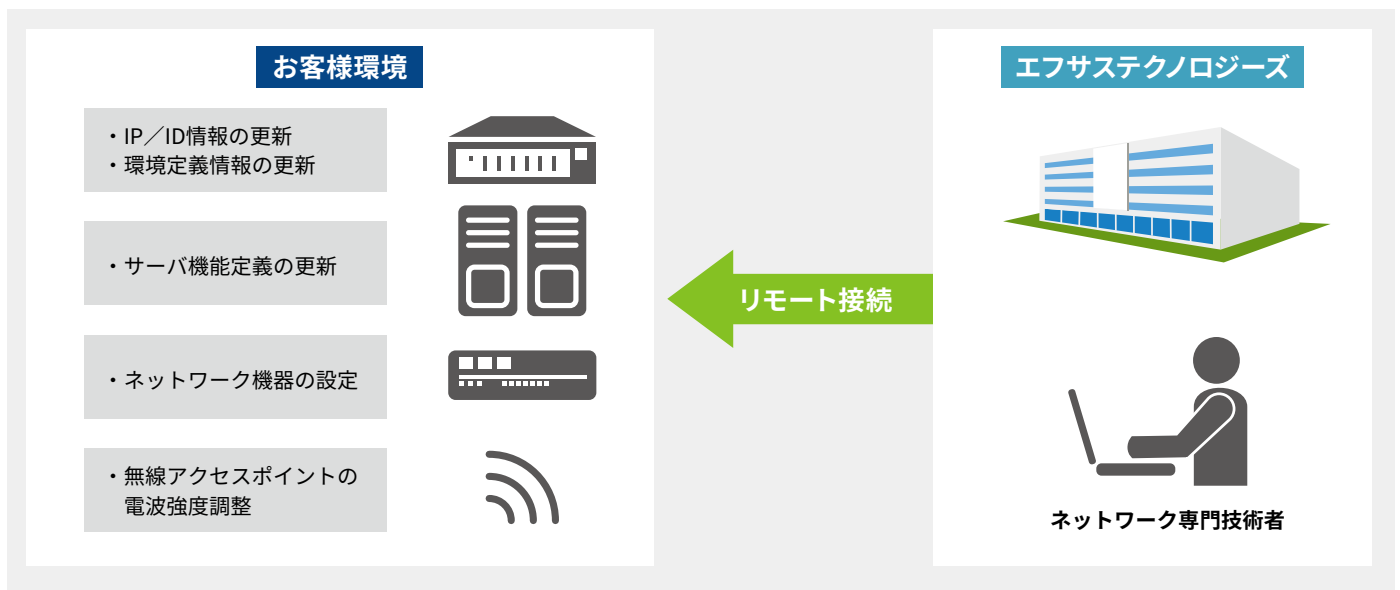 お客様環境
・IP／ID情報の更新
・環境定義情報の更新
・サーバ機能定義の更新
・ネットワーク機器の設定
・無線アクセスポイントの
電波強度調整
リモート接続
エフサステクノロジーズ
ネットワーク専門技術者